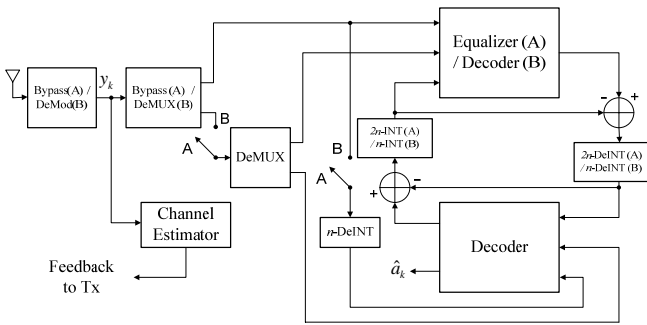 Equalizer (A)
/ Decoder (B)
y_k
Bypass(A) /
DeMod(B)
Bypass(A) /
DeMUX(B)
B
A
DeMUX
B
A
2n-INT(A)
/n-INT(B)
-
+
2n-DeINT(A)
/n-DeINT(B)
+
-
Channel
Estimator
n-DeINT
Decoder
â_k
Feedback
to Tx